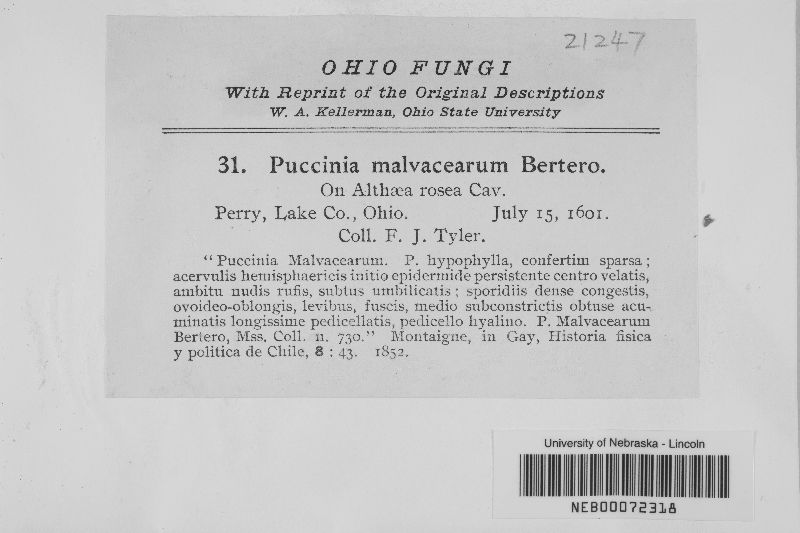 21247
OHIO FUNGI
With Reprint of the Original Descriptions
W. A. Kellerman, Ohio State University
31. Puccinia malvacearum Bertero.
On Althæa rosea Cav.
Perry, Lake Co., Ohio. July 15, 1601.
Coll. F. J. Tyler.
"Puccinia Malvacearum. P. hypophylla, confertim sparsa;
acervulis hemisphaericis initio epidermide persistente centro velatis,
ambitu nudis rufis, subtus umbilicatis; sporidiis dense congestis,
ovoideo-oblongis, levibus, fuscis, medio subconstrictis obtuse acu-
minatis longissime pedicellatis, pedicello hyalino. P. Malvacearum
Bertero, Mss. Coll. n. 730." Montaigne, in Gay, Historia fisica
y politica de Chile, 8 : 43. 1852.
University of Nebraska - Lincoln
NEB00072318